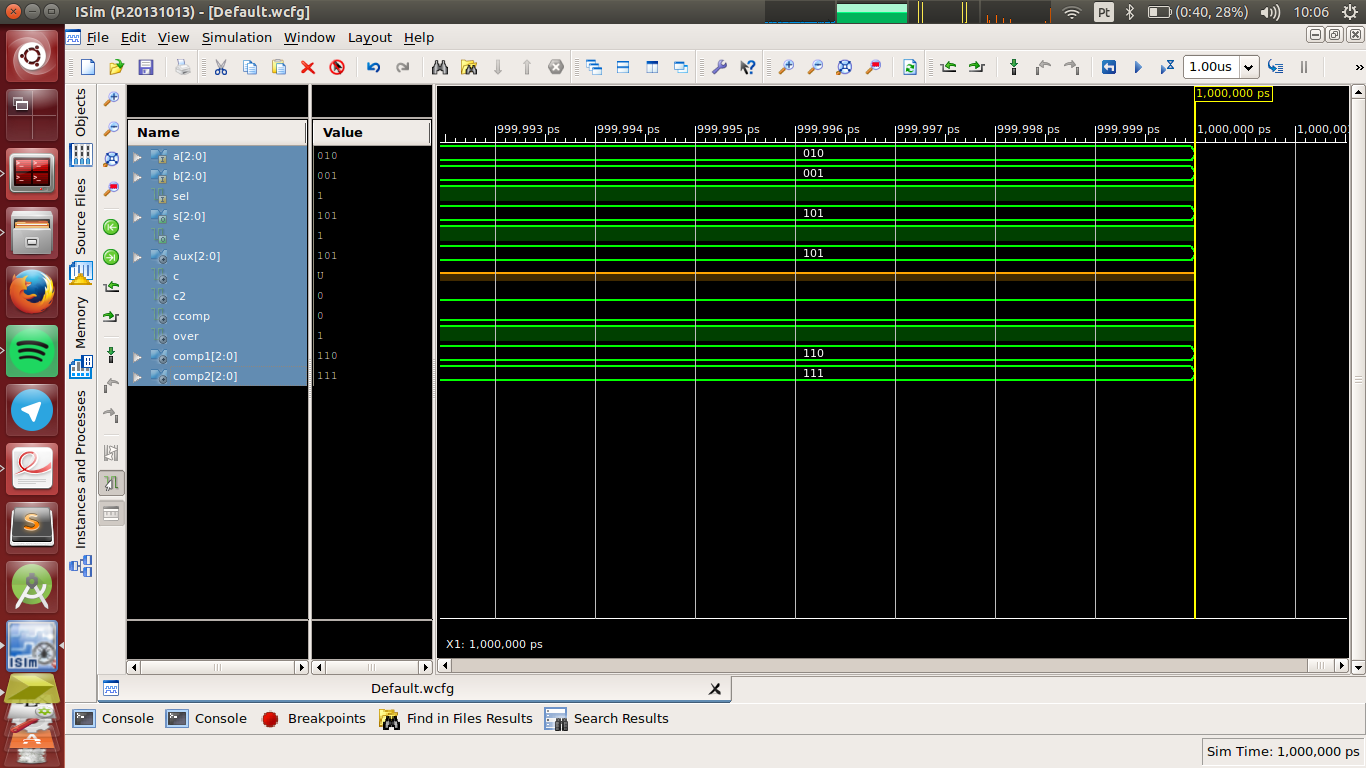 ISim (P.20131013) - [Default.wcfg]
Pt (0:40, 28%) 10:06
File Edit View Simulation Window Layout Help
1.00us »
Objects
Source Files
Memory
Instances and Processes
Name Value
1,000,000 ps
999,993 ps 999,994 ps 999,995 ps 999,996 ps 999,997 ps 999,998 ps 999,999 ps 1,000,000 ps 1,000,00
a[2:0] 010 010
b[2:0] 001 001
sel 1
s[2:0] 101 101
e 1
aux[2:0] 101 101
c U
c2 0
ccomp 0
over 1
comp1[2:0] 110 110
comp2[2:0] 111 111
X1: 1,000,000 ps
Default.wcfg
Console Console Breakpoints Find in Files Results Search Results
Sim Time: 1,000,000 ps
ISim